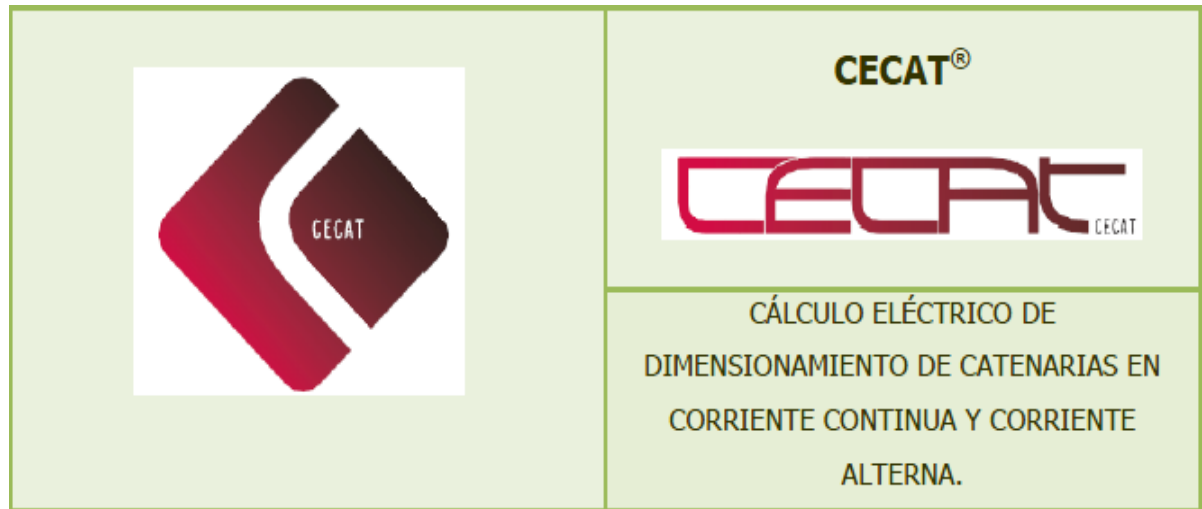 CECAT
CECAT®
CECAT
CECAT
CÁLCULO ELÉCTRICO DE
DIMENSIONAMIENTO DE CATENARIAS EN
CORRIENTE CONTINUA Y CORRIENTE
ALTERNA.